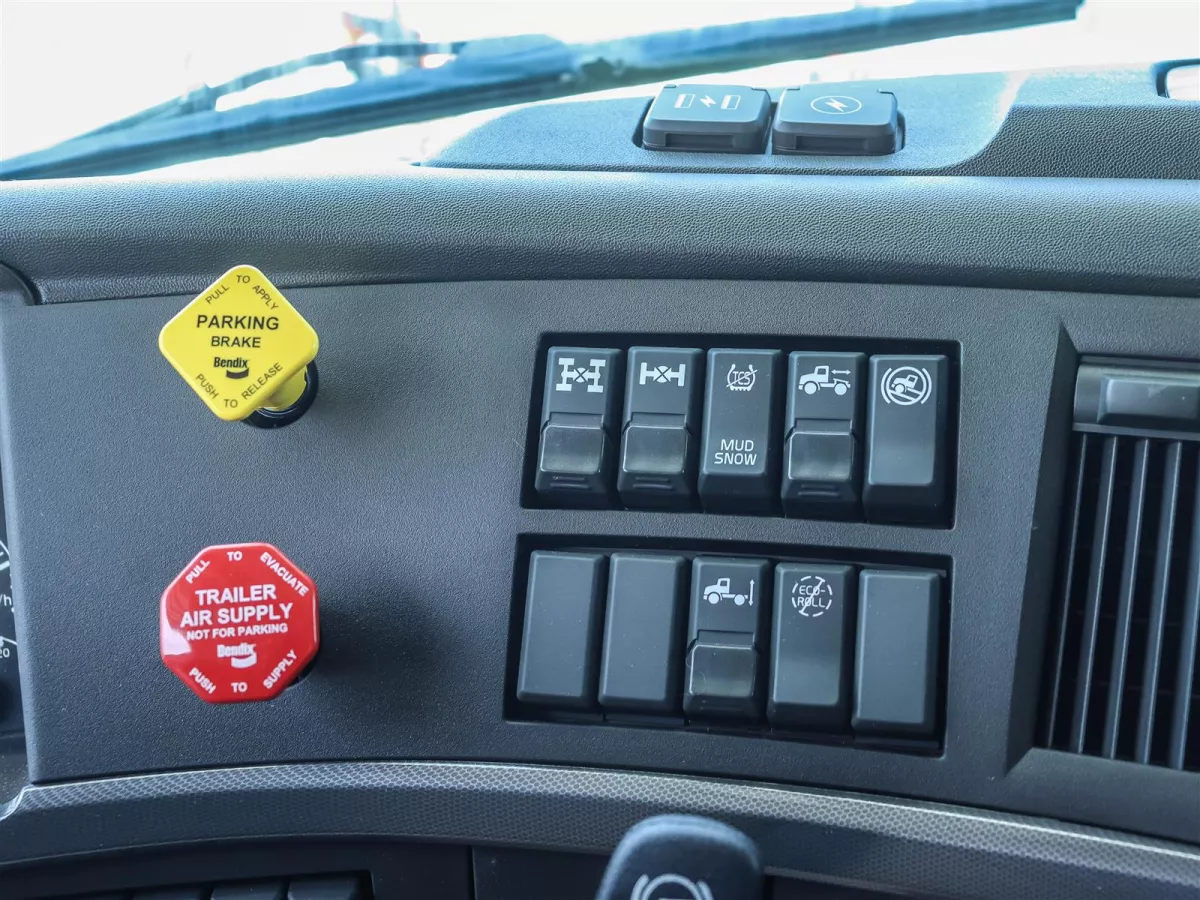 PULL TO APPLY
PARKING
BRAKE
Bendix
PUSH TO RELEASE
TCS
MUD
SNOW
PULL TO EVACUATE
TRAILER
AIR SUPPLY
NOT FOR PARKING
Bendix
PUSH TO SUPPLY
ECO-
ROLL
/h
20